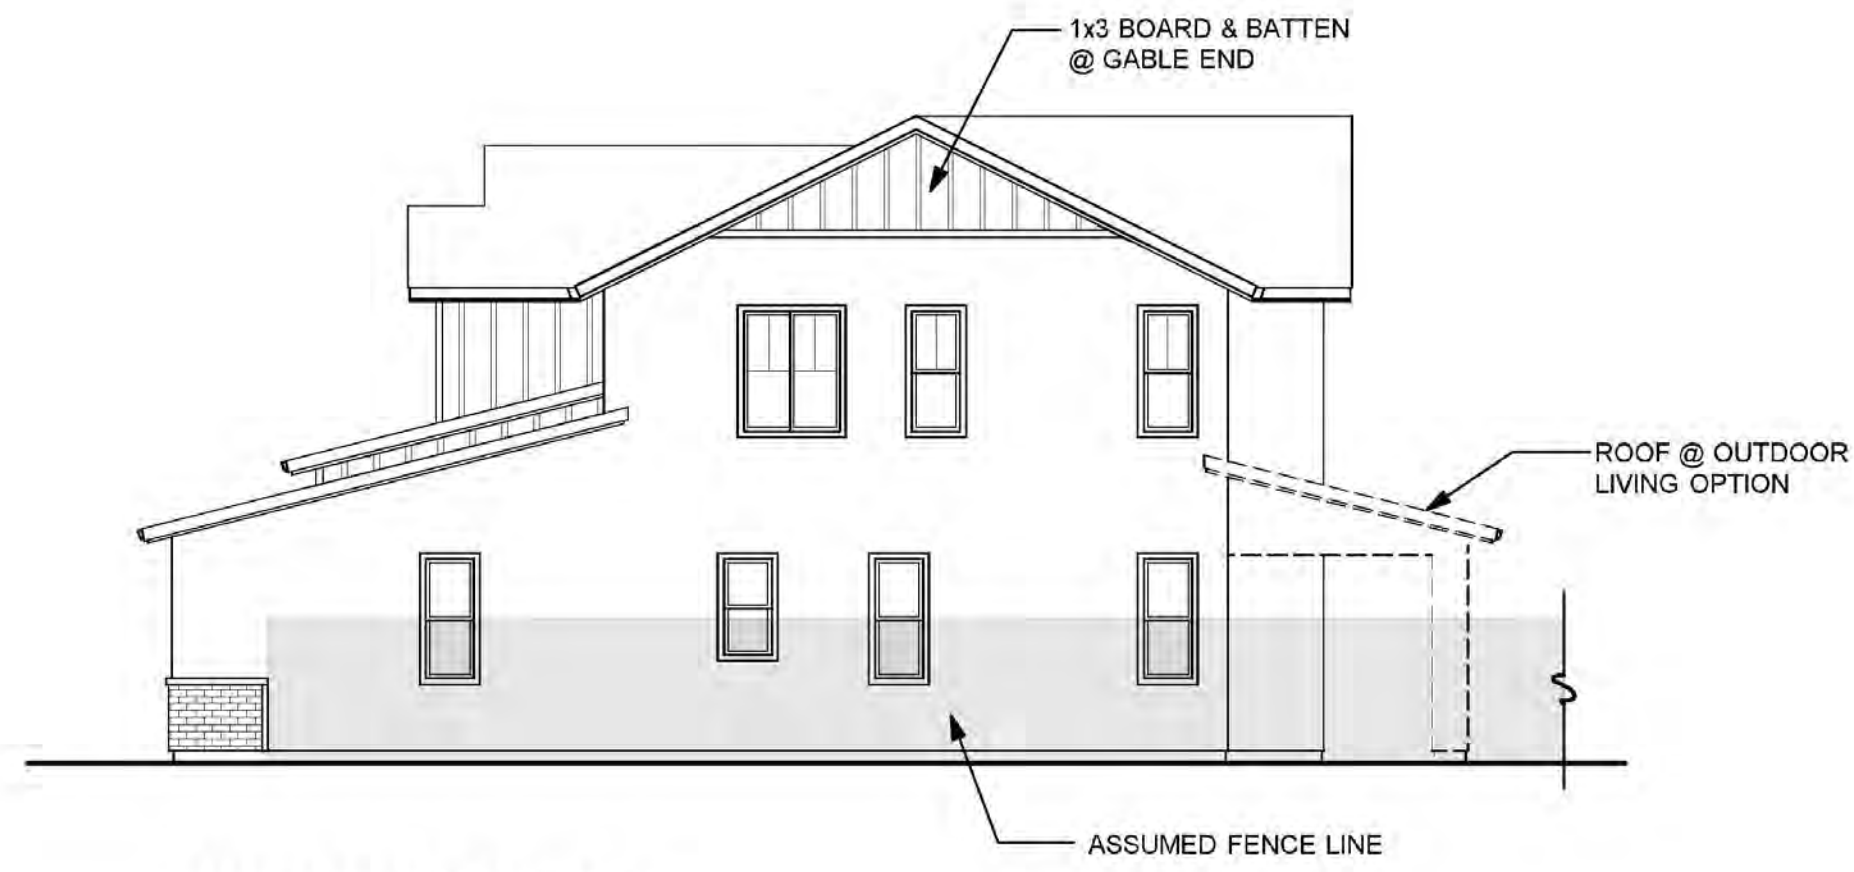 1x3 BOARD & BATTEN
@ GABLE END
ROOF @ OUTDOOR
LIVING OPTION
ASSUMED FENCE LINE